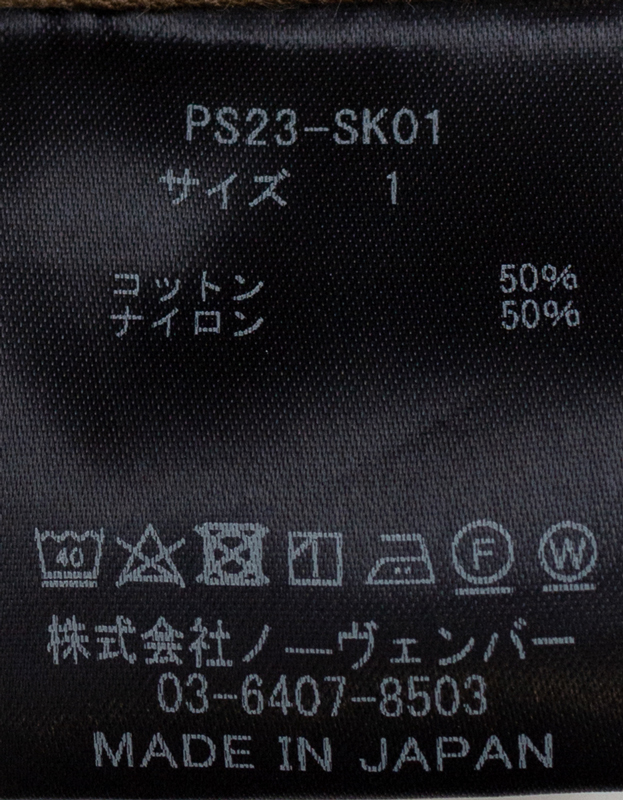 PS23-SK01
サイズ 1
コットン 50%
ナイロン 50%
40 F W
株式会社ノーヴェンバー
03-6407-8503
MADE IN JAPAN